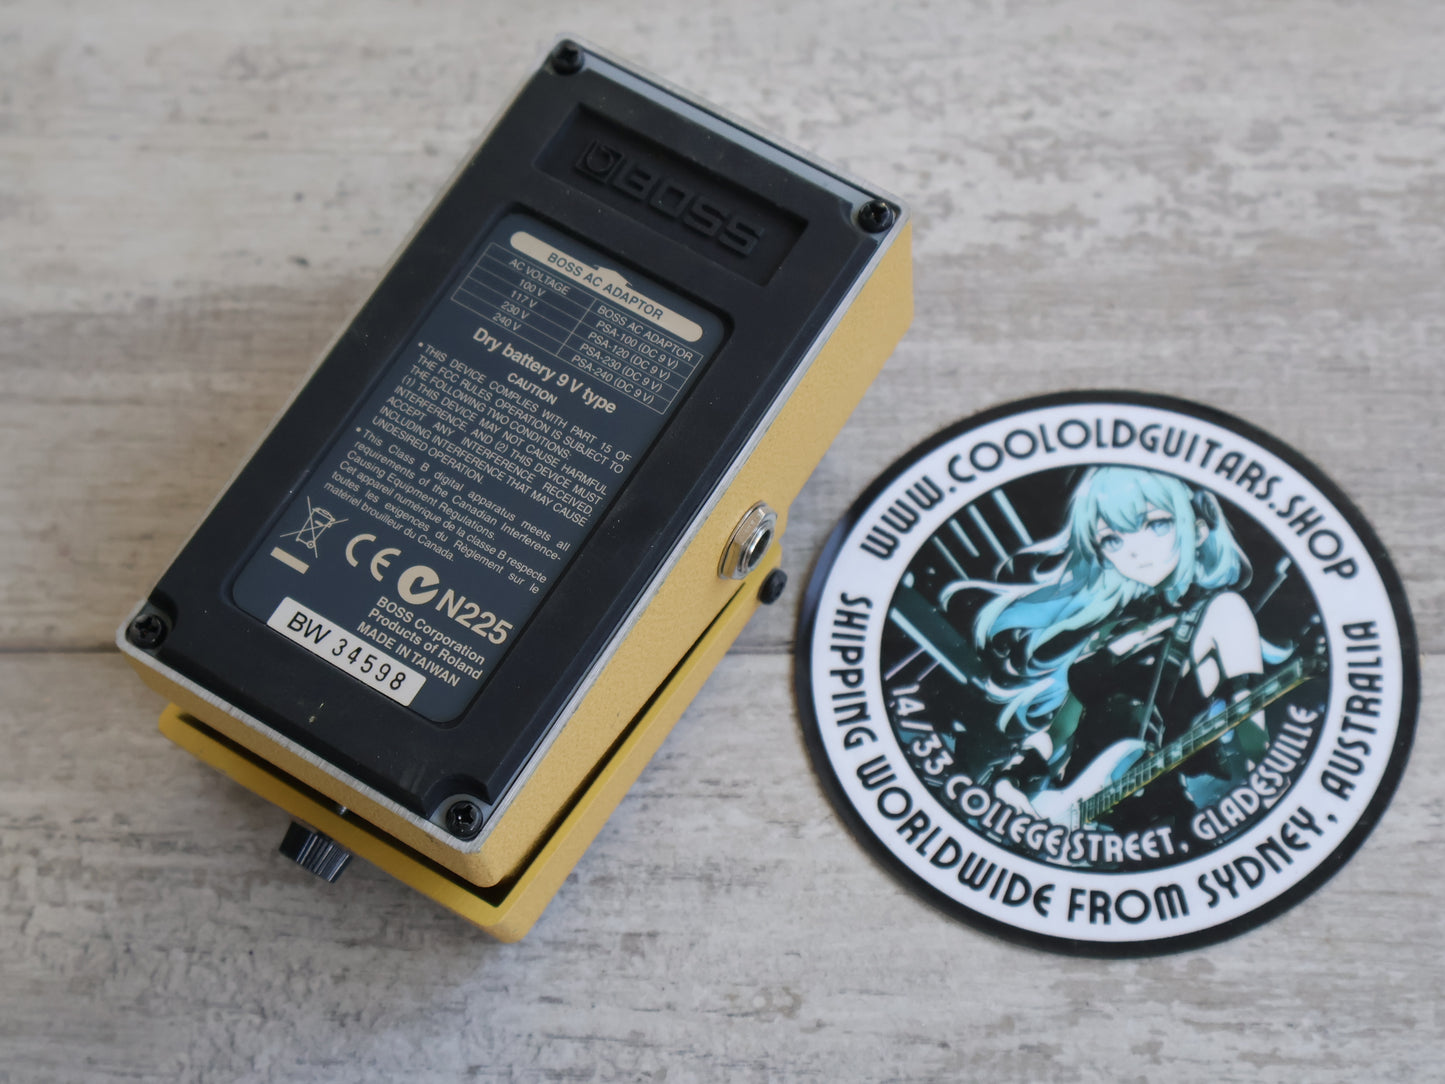 BOSS
BOSS AC ADAPTOR
AC VOLTAGE BOSS AC ADAPTOR
100 V PSA-100 (DC 9 V)
117 V PSA-120 (DC 9 V)
230 V PSA-230 (DC 9 V)
240 V PSA-240 (DC 9 V)
Dry battery 9 V type
CAUTION
• THIS DEVICE COMPLIES WITH PART 15 OF
THE FCC RULES. OPERATION IS SUBJECT TO
THE FOLLOWING TWO CONDITIONS:
(1) THIS DEVICE MAY NOT CAUSE HARMFUL
INTERFERENCE, AND (2) THIS DEVICE MUST
ACCEPT ANY INTERFERENCE RECEIVED,
INCLUDING INTERFERENCE THAT MAY CAUSE
UNDESIRED OPERATION.
• This Class B digital apparatus meets all
requirements of the Canadian Interference-
Causing Equipment Regulations.
Cet appareil numérique de la classe B respecte
toutes les exigences du Règlement sur le
matériel brouilleur du Canada.
CE N225
BOSS Corporation
Products of Roland
MADE IN TAIWAN
BW 34598
WWW.COOLOLDGUITARS.SHOP
14/33 COLLEGE STREET, GLADESVILLE
SHIPPING WORLDWIDE FROM SYDNEY, AUSTRALIA